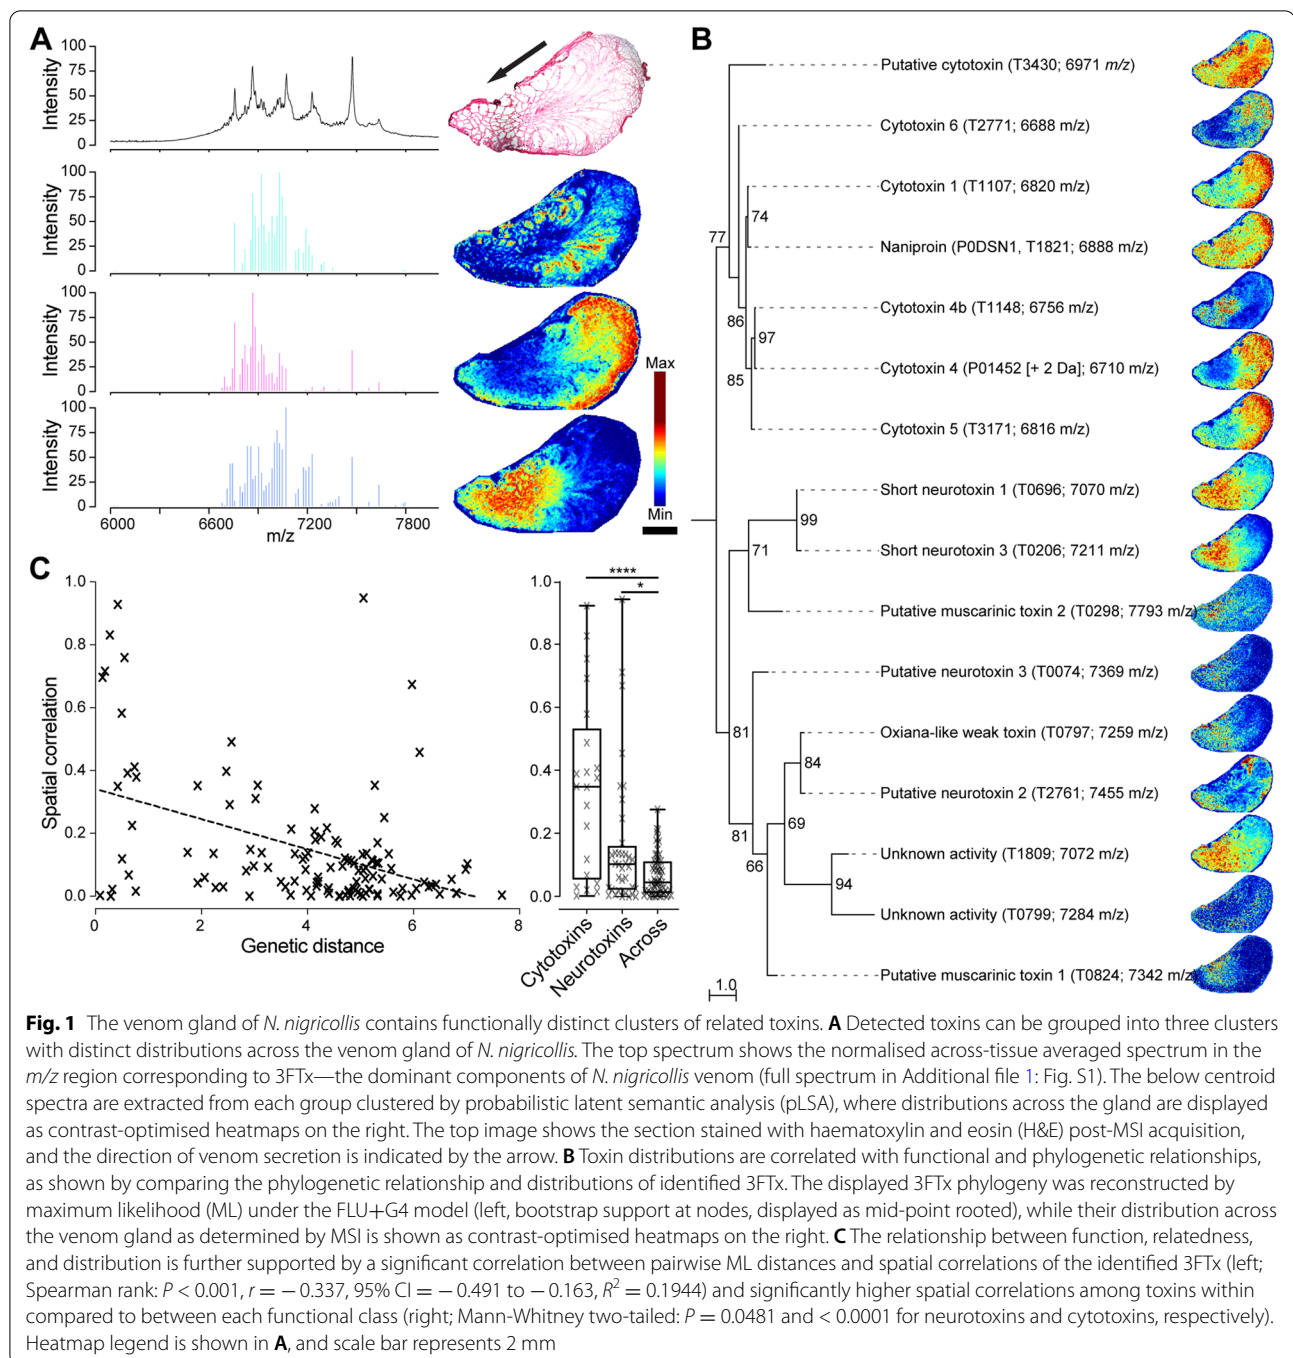 A
Intensity
100
75
50
25
0
Intensity
100
75
50
25
0
Intensity
100
75
50
25
0
Intensity
100
75
50
25
0
6000
6600
7200
7800
m/z
Max
Min
B
Putative cytotoxin (T3430; 6971 m/z)
Cytotoxin 6 (T2771; 6688 m/z)
Cytotoxin 1 (T1107; 6820 m/z)
Naniproin (P0DSN1, T1821; 6888 m/z)
Cytotoxin 4b (T1148; 6756 m/z)
Cytotoxin 4 (P01452 [+ 2 Da]; 6710 m/z)
Cytotoxin 5 (T3171; 6816 m/z)
Short neurotoxin 1 (T0696; 7070 m/z)
Short neurotoxin 3 (T0206; 7211 m/z)
Putative muscarinic toxin 2 (T0298; 7793 m/z)
Putative neurotoxin 3 (T0074; 7369 m/z)
Oxiana-like weak toxin (T0797; 7259 m/z)
Putative neurotoxin 2 (T2761; 7455 m/z)
Unknown activity (T1809; 7072 m/z)
Unknown activity (T0799; 7284 m/z)
Putative muscarinic toxin 1 (T0824; 7342 m/z)
77
74
86
97
85
99
71
81
84
81
69
66
94
1.0
C
Spatial correlation
1.0
0.8
0.6
0.4
0.2
0.0
0
2
4
6
8
Genetic distance
1.0
0.8
0.6
0.4
0.2
0.0
****
*
Cytotoxins
Neurotoxins
Across
Fig. 1 The venom gland of N. nigricollis contains functionally distinct clusters of related toxins. A Detected toxins can be grouped into three clusters
with distinct distributions across the venom gland of N. nigricollis. The top spectrum shows the normalised across-tissue averaged spectrum in the
m/z region corresponding to 3FTx—the dominant components of N. nigricollis venom (full spectrum in Additional file 1: Fig. S1). The below centroid
spectra are extracted from each group clustered by probabilistic latent semantic analysis (pLSA), where distributions across the gland are displayed
as contrast-optimised heatmaps on the right. The top image shows the section stained with haematoxylin and eosin (H&E) post-MSI acquisition,
and the direction of venom secretion is indicated by the arrow. B Toxin distributions are correlated with functional and phylogenetic relationships,
as shown by comparing the phylogenetic relationship and distributions of identified 3FTx. The displayed 3FTx phylogeny was reconstructed by
maximum likelihood (ML) under the FLU+G4 model (left, bootstrap support at nodes, displayed as mid-point rooted), while their distribution across
the venom gland as determined by MSI is shown as contrast-optimised heatmaps on the right. C The relationship between function, relatedness,
and distribution is further supported by a significant correlation between pairwise ML distances and spatial correlations of the identified 3FTx (left;
Spearman rank: P < 0.001, r = − 0.337, 95% CI = − 0.491 to − 0.163, R² = 0.1944) and significantly higher spatial correlations among toxins within
compared to between each functional class (right; Mann-Whitney two-tailed: P = 0.0481 and < 0.0001 for neurotoxins and cytotoxins, respectively).
Heatmap legend is shown in A, and scale bar represents 2 mm